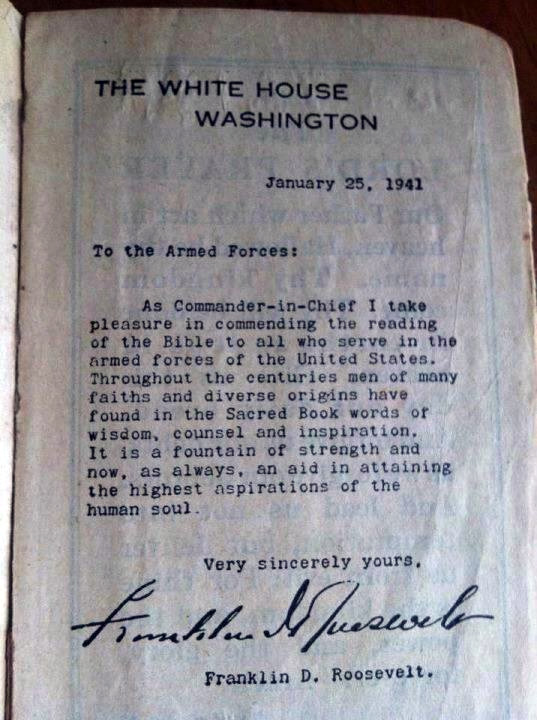 THE WHITE HOUSE
WASHINGTON
January 25, 1941
To the Armed Forces:
As Commander-in-Chief I take
pleasure in commending the reading
of the Bible to all who serve in the
armed forces of the United States.
Throughout the centuries men of many
faiths and diverse origins have
found in the Sacred Book words of
wisdom, counsel and inspiration.
It is a fountain of strength and
now, as always, an aid in attaining
the highest aspirations of the
human soul.
Very sincerely yours,
Franklin D Roosevelt
Franklin D. Roosevelt.